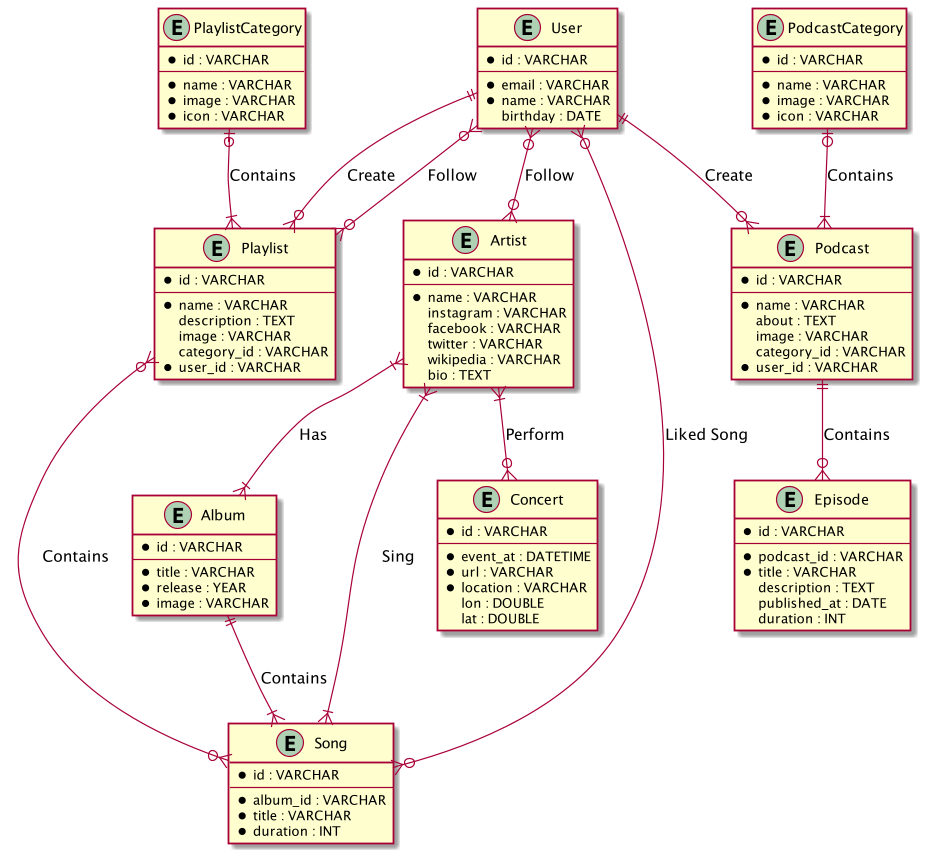 E PlaylistCategory
● id : VARCHAR
● name : VARCHAR
● image : VARCHAR
● icon : VARCHAR
E User
● id : VARCHAR
● email : VARCHAR
● name : VARCHAR
birthday : DATE
E PodcastCategory
● id : VARCHAR
● name : VARCHAR
● image : VARCHAR
● icon : VARCHAR
Contains
Create
Follow
Follow
Create
Contains
E Playlist
● id : VARCHAR
● name : VARCHAR
description : TEXT
image : VARCHAR
category_id : VARCHAR
● user_id : VARCHAR
E Artist
● id : VARCHAR
● name : VARCHAR
instagram : VARCHAR
facebook : VARCHAR
twitter : VARCHAR
wikipedia : VARCHAR
bio : TEXT
E Podcast
● id : VARCHAR
● name : VARCHAR
about : TEXT
image : VARCHAR
category_id : VARCHAR
● user_id : VARCHAR
Has
Perform
Liked Song
Contains
E Album
● id : VARCHAR
● title : VARCHAR
● release : YEAR
● image : VARCHAR
E Concert
● id : VARCHAR
● event_at : DATETIME
● url : VARCHAR
● location : VARCHAR
lon : DOUBLE
lat : DOUBLE
E Episode
● id : VARCHAR
● podcast_id : VARCHAR
● title : VARCHAR
description : TEXT
published_at : DATE
duration : INT
Contains
Sing
Contains
E Song
● id : VARCHAR
● album_id : VARCHAR
● title : VARCHAR
● duration : INT